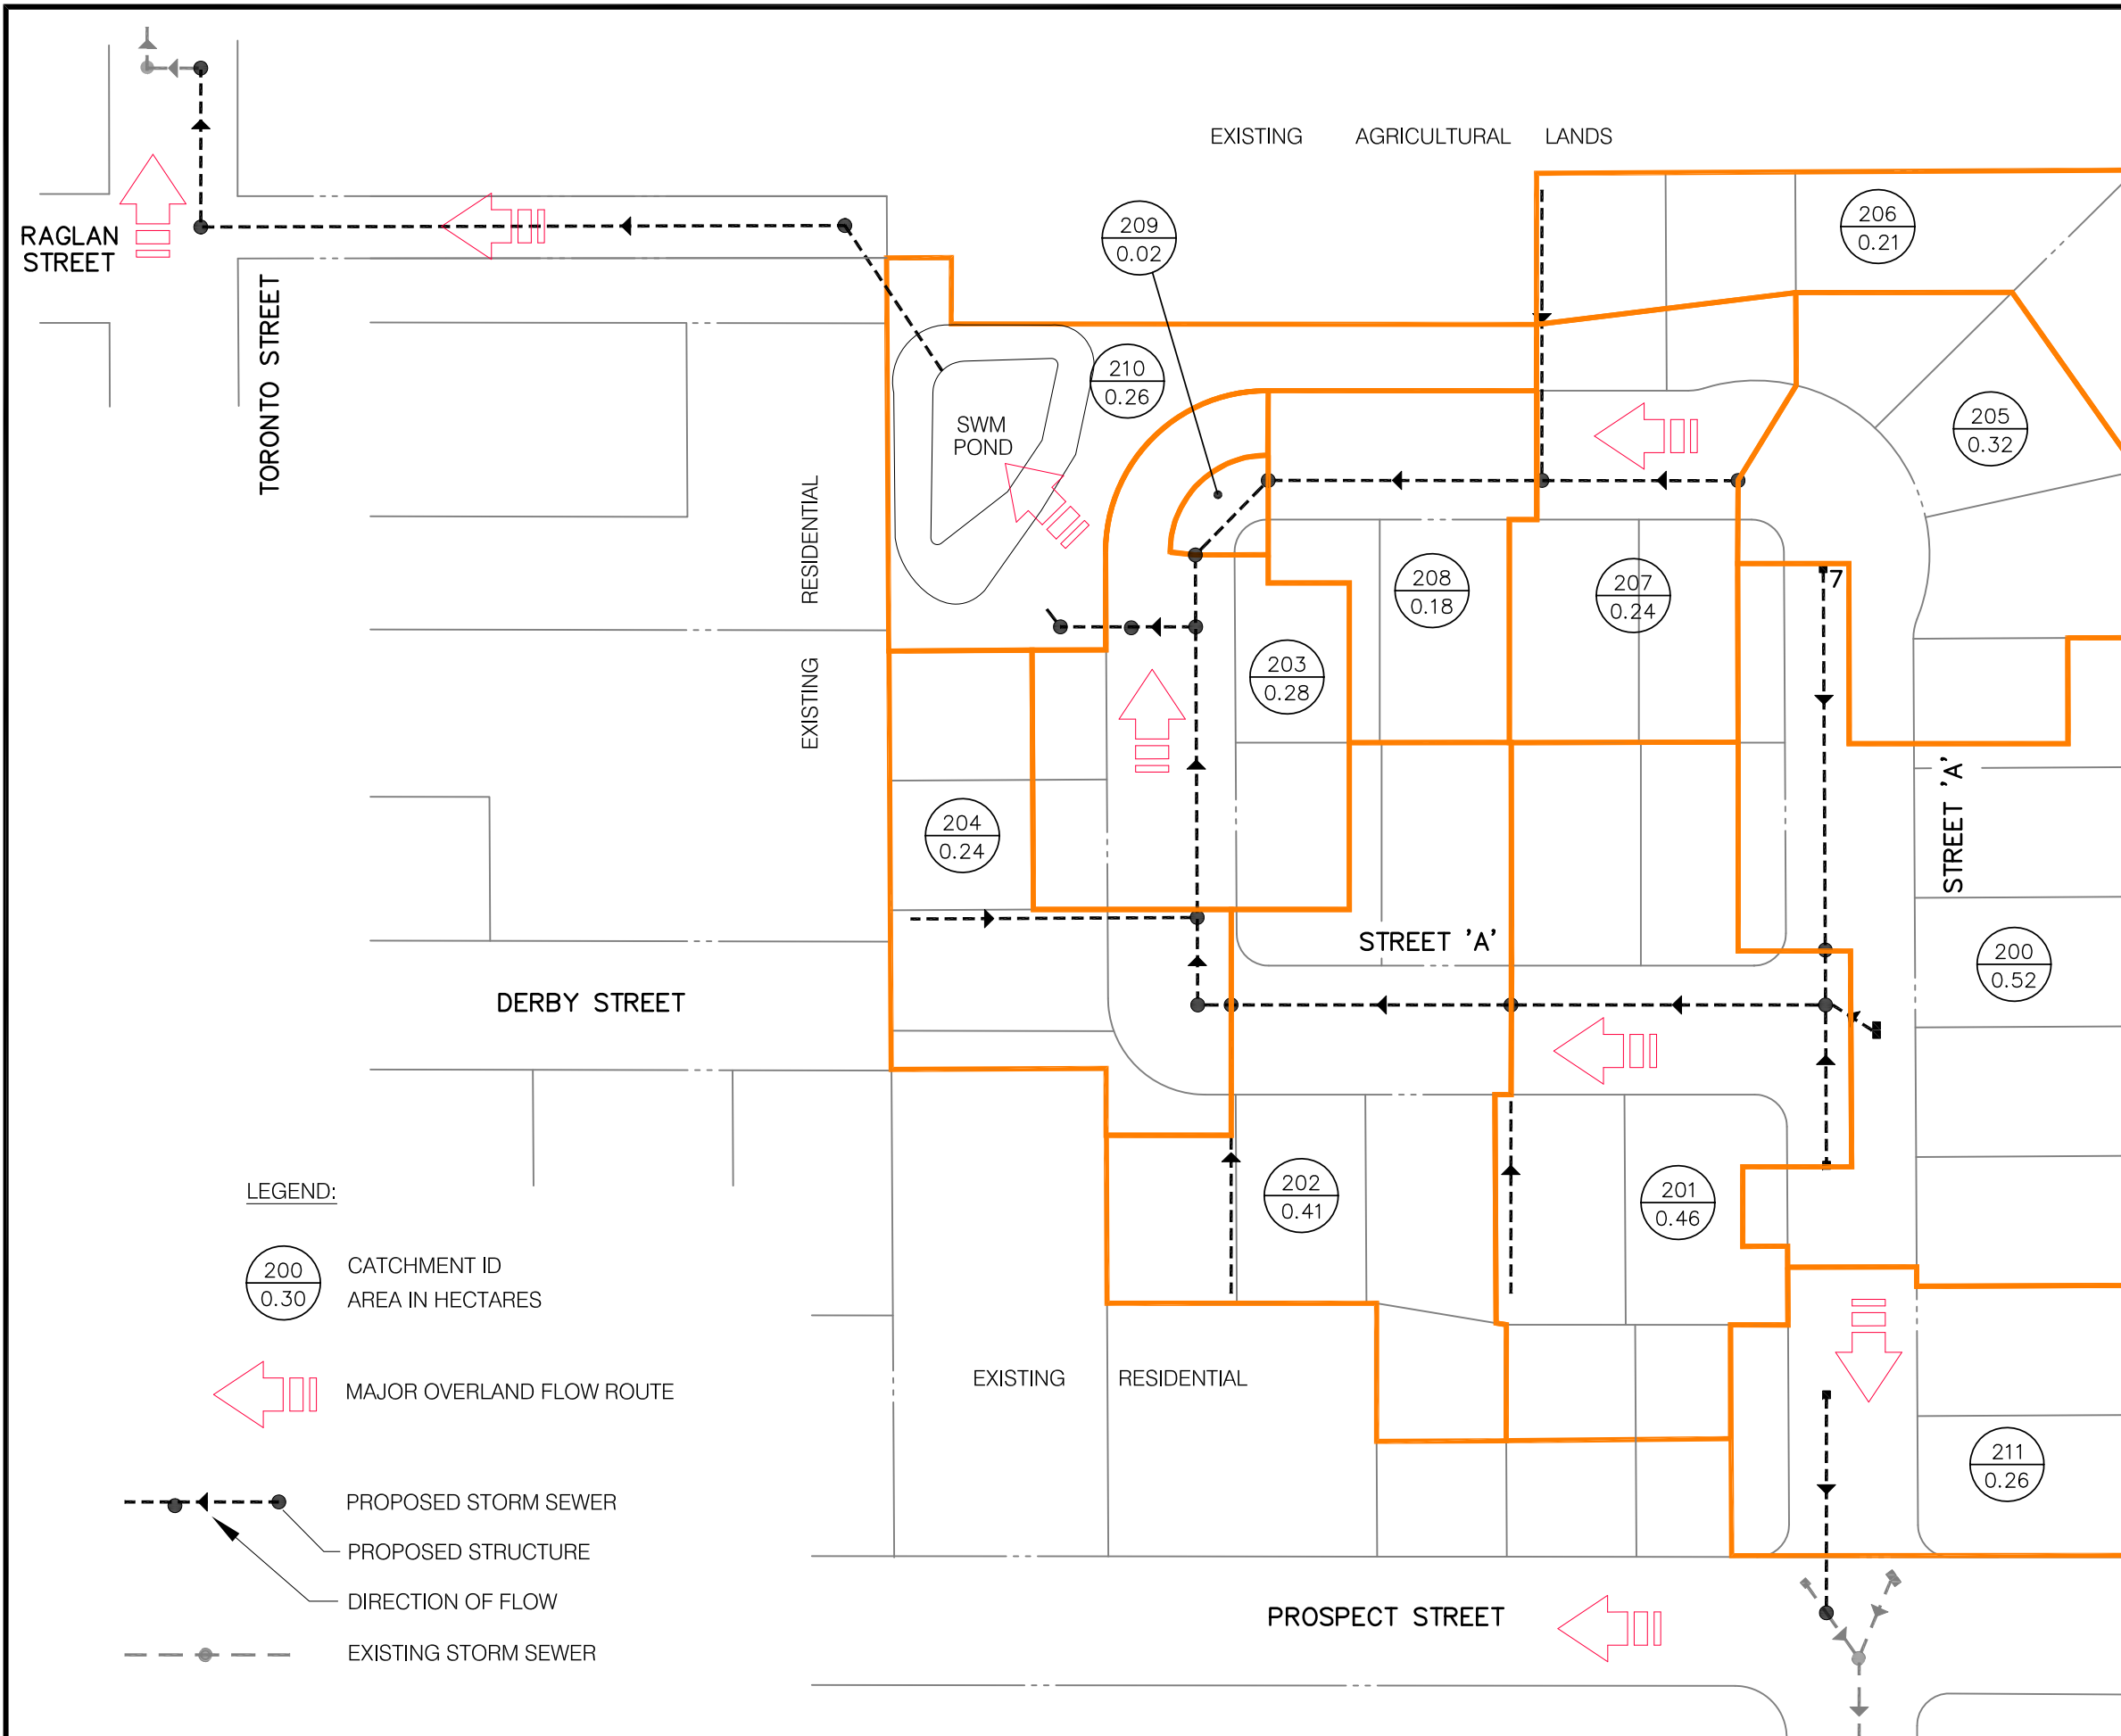 EXISTING AGRICULTURAL LANDS
RAGLAN
STREET
TORONTO STREET
209
0.02
206
0.21
210
0.26
205
0.32
SWM
POND
EXISTING RESIDENTIAL
208
0.18
207
0.24
7
203
0.28
204
0.24
STREET 'A'
STREET 'A'
200
0.52
DERBY STREET
202
0.41
201
0.46
LEGEND:
200
0.30
CATCHMENT ID
AREA IN HECTARES
MAJOR OVERLAND FLOW ROUTE
EXISTING RESIDENTIAL
211
0.26
PROPOSED STORM SEWER
PROPOSED STRUCTURE
DIRECTION OF FLOW
EXISTING STORM SEWER
PROSPECT STREET